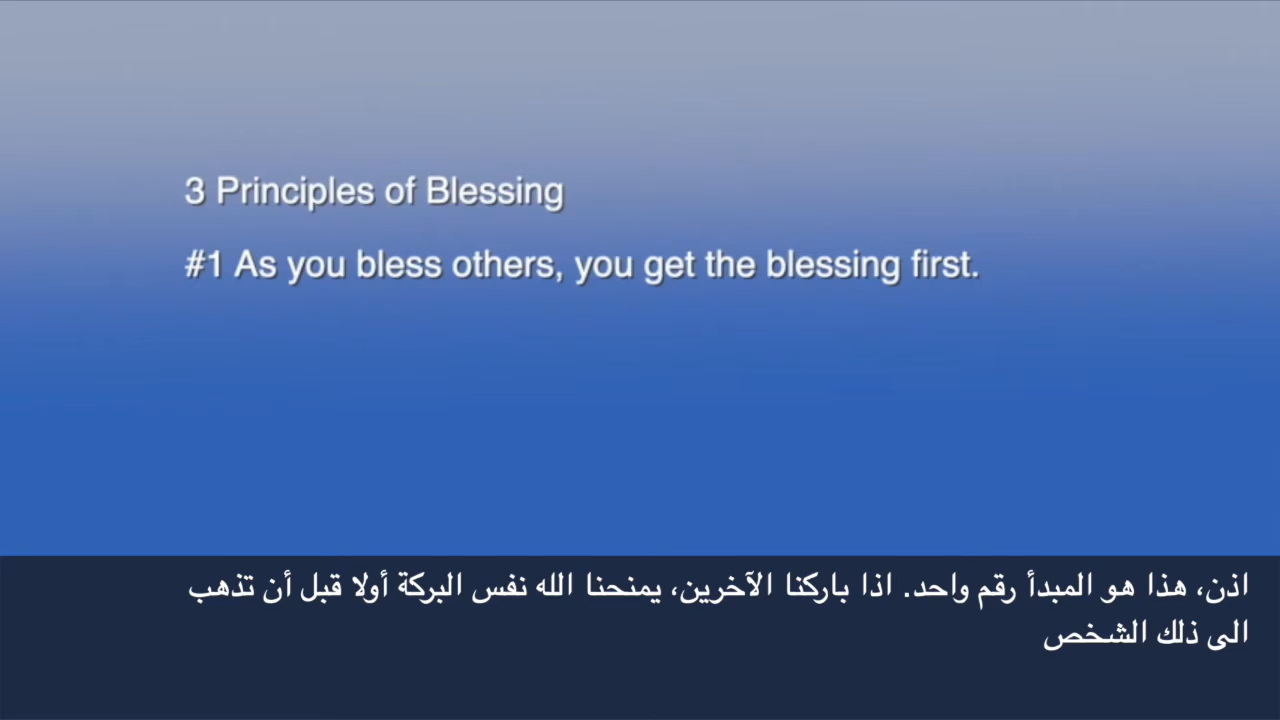 3 Principles of Blessing
#1 As you bless others, you get the blessing first.
اذن، هذا هو المبدأ رقم واحد. اذا باركنا الآخرين، يمنحنا الله نفس البركة أولا قبل أن تذهب
الى ذلك الشخص